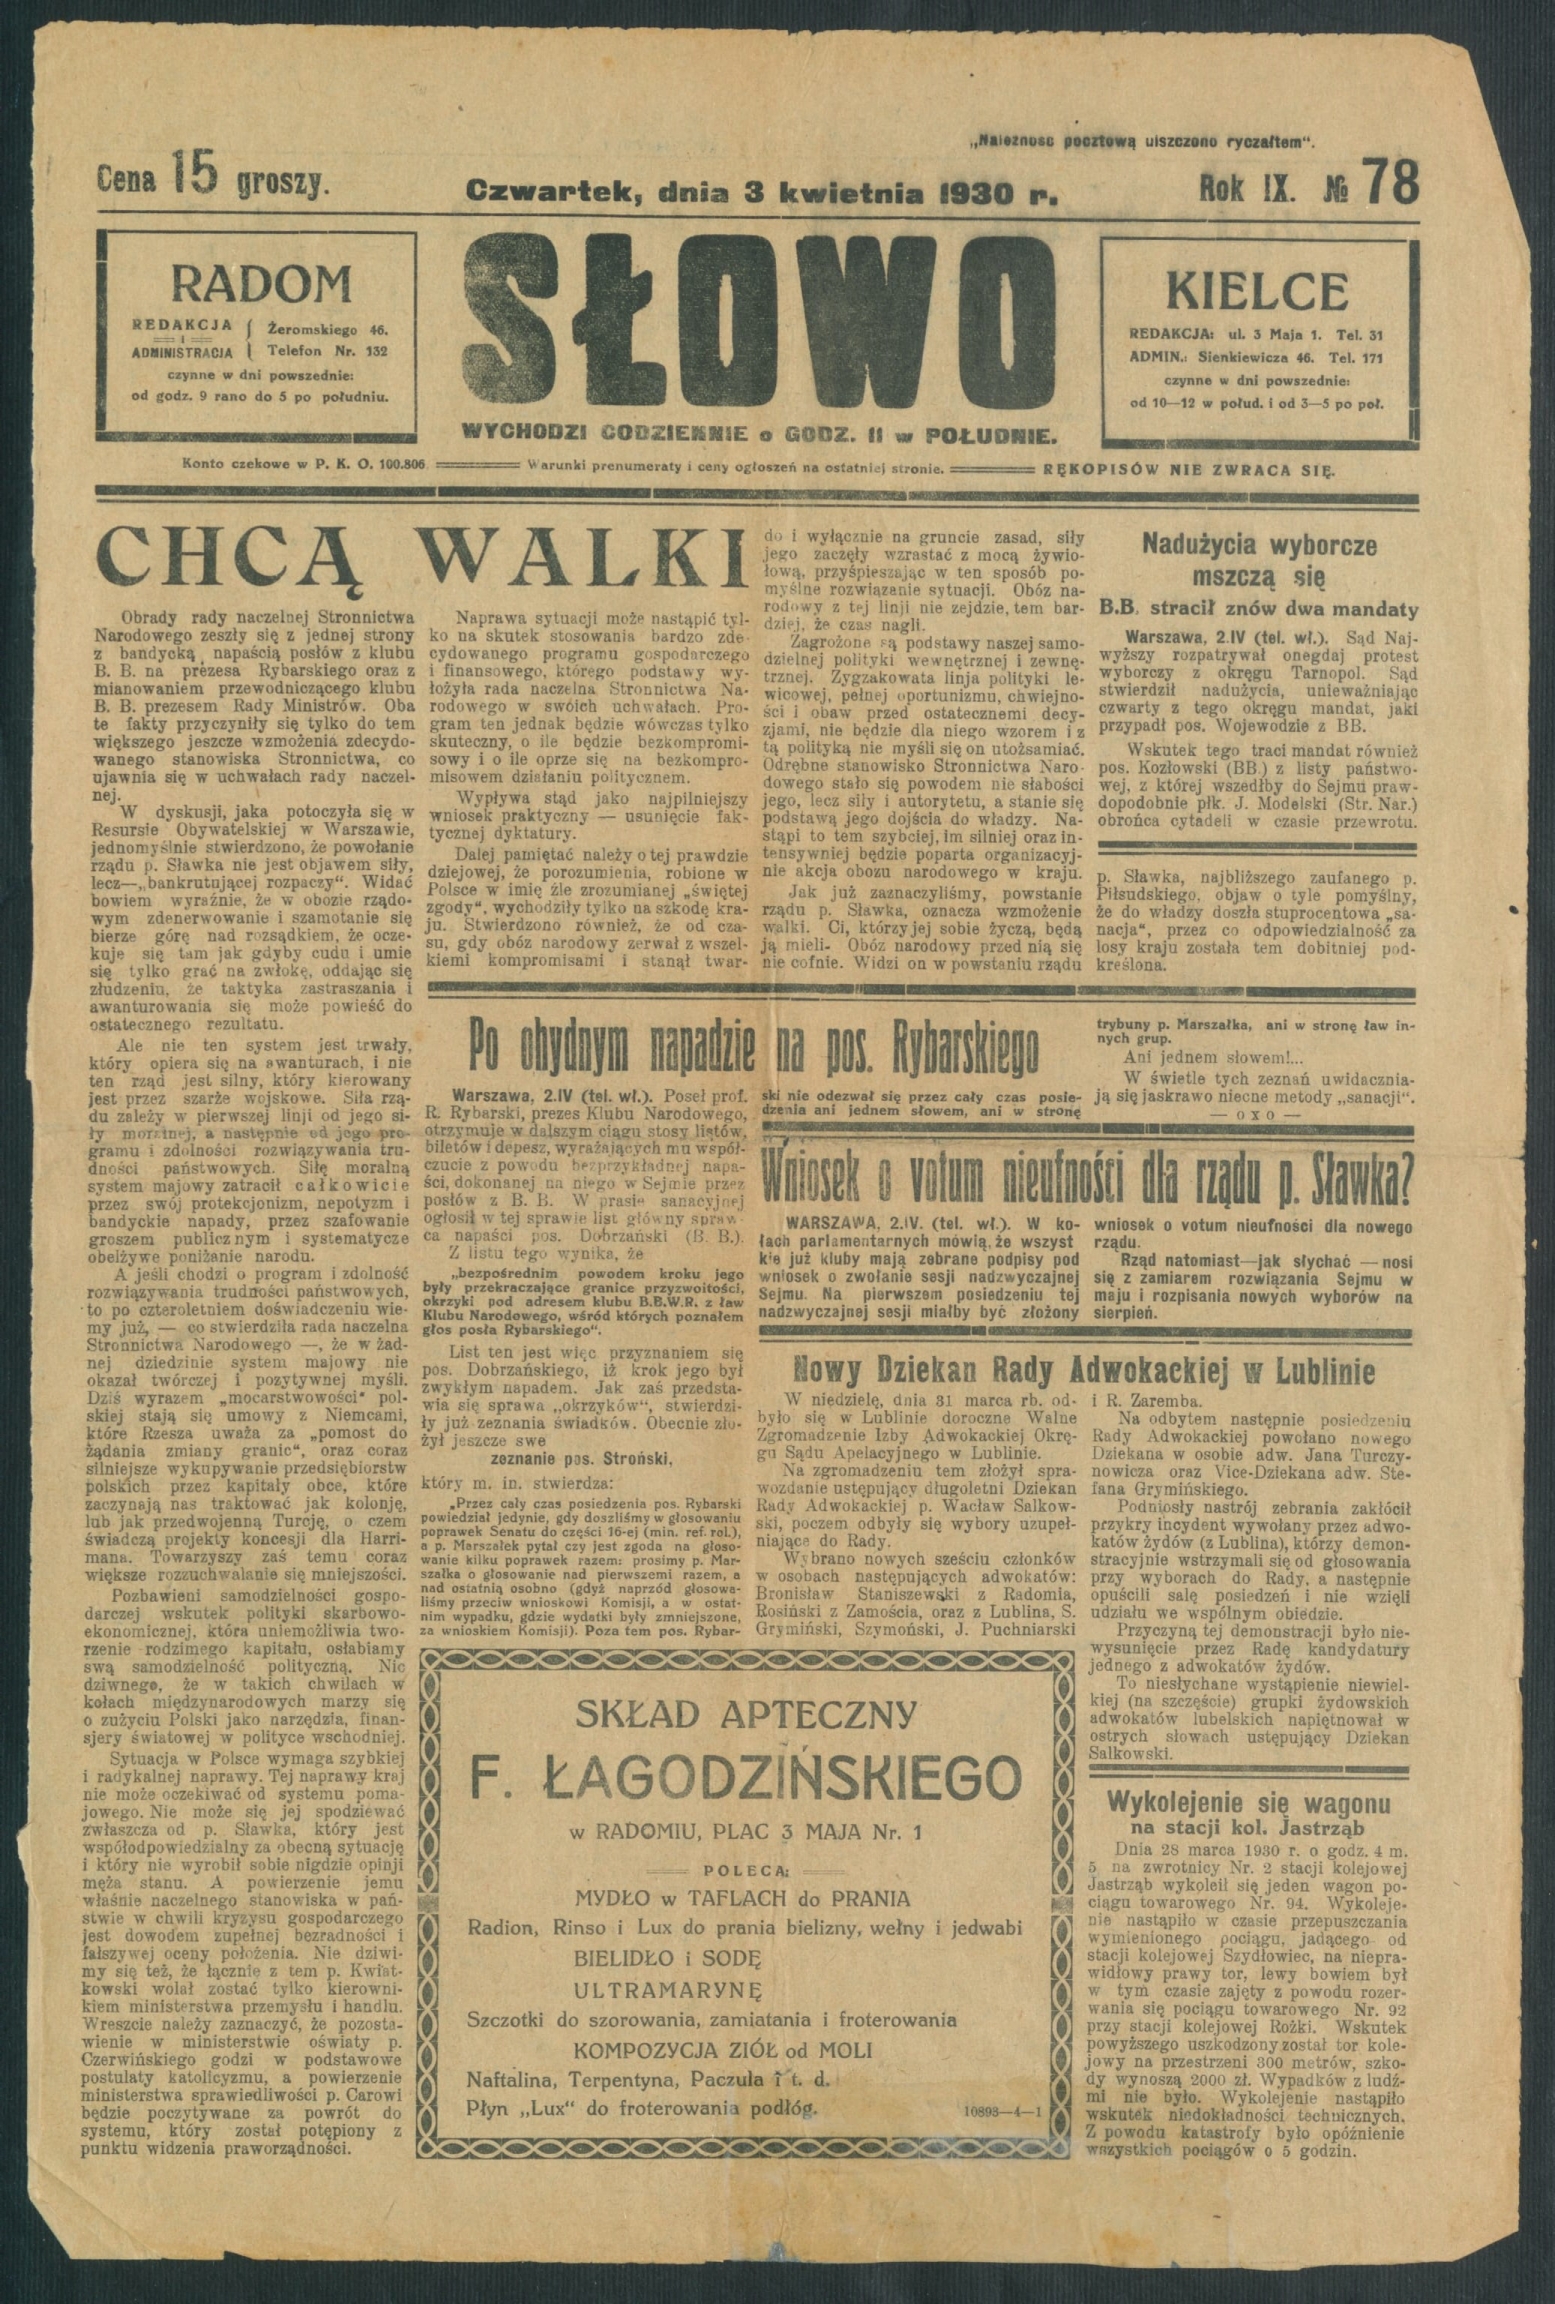 „Należność pocztową uiszczono ryczałtem“.
Cena 15 groszy.
Czwartek, dnia 3 kwietnia 1930 r.
Rok IX. № 78
RADOM
REDAKCJA
i
ADMINISTRACJA
Żeromskiego 46.
Telefon Nr. 132
czynne w dni powszednie:
od godz. 9 rano do 5 po południu.
SŁOWO
WYCHODZI CODZIENNIE o GODZ. 11 w POŁUDNIE.
KIELCE
REDAKCJA: ul. 3 Maja 1. Tel. 31
ADMIN.: Sienkiewicza 46. Tel. 171
czynne w dni powszednie:
od 10—12 w połud. i od 3—5 po poł.
Konto czekowe w P. K. O. 100.806
Warunki prenumeraty i ceny ogłoszeń na ostatniej stronie.
RĘKOPISÓW NIE ZWRACA SIĘ.
CHCĄ WALKI
Obrady rady naczelnej Stronnictwa
Narodowego zeszły się z jednej strony
z bandycką napaścią posłów z klubu
B. B. na prezesa Rybarskiego oraz z
mianowaniem przewodniczącego klubu
B. B. prezesem Rady Ministrów. Oba
te fakty przyczyniły się tylko do tem
większego jeszcze wzmożenia zdecydo-
wanego stanowiska Stronnictwa, co
ujawnia się w uchwałach rady naczel-
nej.
W dyskusji, jaka potoczyła się w
Resursie Obywatelskiej w Warszawie,
jednomyślnie stwierdzono, że powołanie
rządu p. Sławka nie jest objawem siły,
lecz—„bankrutującej rozpaczy“. Widać
bowiem wyraźnie, że w obozie rządo-
wym zdenerwowanie i szamotanie się
bierze górę nad rozsądkiem, że ocze-
kuje się tam jak gdyby cudu i umie
się tylko grać na zwłokę, oddając się
złudzeniu, że taktyka zastraszania i
awanturowania się może powieść do
ostatecznego rezultatu.
Ale nie ten system jest trwały,
który opiera się na awanturach, i nie
ten rząd jest silny, który kierowany
jest przez szarże wojskowe. Siła rzą-
du zależy w pierwszej linji od jego si-
ły moralnej, a następnie od jego pro-
gramu i zdolności rozwiązywania tru-
dności państwowych. Siłę moralną
system majowy zatracił całkowicie
przez swój protekcjonizm, nepotyzm i
bandyckie napady, przez szafowanie
groszem publicznym i systematycze
obelżywe poniżanie narodu.
A jeśli chodzi o program i zdolność
rozwiązywania trudności państwowych,
to po czteroletniem doświadczeniu wie-
my już, — co stwierdziła rada naczelna
Stronnictwa Narodowego —, że w żad-
nej dziedzinie system majowy nie
okazał twórczej i pozytywnej myśli.
Dziś wyrazem „mocarstwowości“ pol-
skiej stają się umowy z Niemcami,
które Rzesza uważa za „pomost do
żądania zmiany granic“, oraz coraz
silniejsze wykupywanie przedsiębiorstw
polskich przez kapitały obce, które
zaczynają nas traktować jak kolonję,
lub jak przedwojenną Turcję, o czem
świadczą projekty koncesji dla Harri-
mana. Towarzyszy zaś temu coraz
większe rozzuchwalanie się mniejszości.
Pozbawieni samodzielności gospo-
darczej wskutek polityki skarbowo-
ekonomicznej, która uniemożliwia two-
rzenie rodzimego kapitału, osłabiamy
swą samodzielność polityczną. Nic
dziwnego, że w takich chwilach w
kołach międzynarodowych marzy się
o zużyciu Polski jako narzędzia, finan-
sjery światowej w polityce wschodniej.
Sytuacja w Polsce wymaga szybkiej
i radykalnej naprawy. Tej naprawy kraj
nie może oczekiwać od systemu poma-
jowego. Nie może się jej spodziewać
zwłaszcza od p. Sławka, który jest
współodpowiedzialny za obecną sytuację
i który nie wyrobił sobie nigdzie opinji
męża stanu. A powierzenie jemu
właśnie naczelnego stanowiska w pań-
stwie w chwili kryzysu gospodarczego
jest dowodem zupełnej bezradności i
fałszywej oceny położenia. Nie dziwi-
my się też, że łącznie z tem p. Kwiat-
kowski wolał zostać tylko kierowni-
kiem ministerstwa przemysłu i handlu.
Wreszcie należy zaznaczyć, że pozosta-
wienie w ministerstwie oświaty p.
Czerwińskiego godzi w podstawowe
postulaty katolicyzmu, a powierzenie
ministerstwa sprawiedliwości p. Carowi
będzie poczytywane za powrót do
systemu, który został potępiony z
punktu widzenia praworządności.
Naprawa sytuacji może nastąpić tyl-
ko na skutek stosowania bardzo zde-
cydowanego programu gospodarczego
i finansowego, którego podstawy wy-
łożyła rada naczelna Stronnictwa Na-
rodowego w swoich uchwałach. Pro-
gram ten jednak będzie wówczas tylko
skuteczny, o ile będzie bezkompromi-
sowy i o ile oprze się na bezkompro-
misowem działaniu politycznem.
Wypływa stąd jako najpilniejszy
wniosek praktyczny — usunięcie fak-
tycznej dyktatury.
Dalej pamiętać należy o tej prawdzie
dziejowej, że porozumienia, robione w
Polsce w imię źle zrozumianej „świętej
zgody“, wychodziły tylko na szkodę kra-
ju. Stwierdzono również, że od cza-
su, gdy obóz narodowy zerwał z wszel-
kiemi kompromisami i stanął twar-
do i wyłącznie na gruncie zasad, siły
jego zaczęły wzrastać z mocą żywio-
łową, przyśpieszając w ten sposób po-
myślne rozwiązanie sytuacji. Obóz na-
rodowy z tej linji nie zejdzie, tem bar-
dziej, że czas nagli.
Zagrożone są podstawy naszej samo-
dzielnej polityki wewnętrznej i zewnę-
trznej. Zygzakowata linja polityki le-
wicowej, pełnej oportunizmu, chwiejno-
ści i obaw przed ostatecznemi decy-
zjami, nie będzie dla niego wzorem i z
tą polityką nie myśli się on utożsamiać.
Odrębne stanowisko Stronnictwa Naro-
dowego stało się powodem nie słabości
jego, lecz siły i autorytetu, a stanie się
podstawą jego dojścia do władzy. Na-
stąpi to tem szybciej, im silniej oraz in-
tensywniej będzie poparta organizacyj-
nie akcja obozu narodowego w kraju.
Jak już zaznaczyliśmy, powstanie
rządu p. Sławka, oznacza wzmożenie
walki. Ci, którzy jej sobie życzą, będą
ją mieli. Obóz narodowy przed nią się
nie cofnie. Widzi on w powstaniu rządu
p. Sławka, najbliższego zaufanego p.
Piłsudskiego, objaw o tyle pomyślny,
że do władzy doszła stuprocentowa „sa-
nacja“, przez co odpowiedzialność za
losy kraju została tem dobitniej pod-
kreślona.
Nadużycia wyborcze
mszczą się
B.B. stracił znów dwa mandaty
Warszawa, 2.IV (tel. wł.). Sąd Naj-
wyższy rozpatrywał onegdaj protest
wyborczy z okręgu Tarnopol. Sąd
stwierdził nadużycia, unieważniając
czwarty z tego okręgu mandat, jaki
przypadł pos. Wojewodzie z BB.
Wskutek tego traci mandat również
pos. Kozłowski (BB.) z listy państwo-
wej, z której wszedłby do Sejmu praw-
dopodobnie płk. J. Modelski (Str. Nar.)
obrońca cytadeli w czasie przewrotu.
Po ohydnym napadzie na pos. Rybarskiego
Warszawa, 2.IV (tel. wł.). Poseł prof.
R. Rybarski, prezes Klubu Narodowego,
otrzymuje w dalszym ciągu stosy listów,
biletów i depesz, wyrażających mu współ-
czucie z powodu bezprzykładnej napa-
ści, dokonanej na niego w Sejmie przez
posłów z B. B. W prasie sanacyjnej
ogłosił w tej sprawie list główny spraw
ca napaści pos. Dobrzański (B. B.).
Z listu tego wynika, że
„bezpośrednim powodem kroku jego
były przekraczające granice przyzwoitości,
okrzyki pod adresem klubu B.B.W.R. z ław
Klubu Narodowego, wśród których poznałem
głos posła Rybarskiego“.
List ten jest więc przyznaniem się
pos. Dobrzańskiego, iż krok jego był
zwykłym napadem. Jak zaś przedsta-
wia się sprawa „okrzyków“, stwierdzi-
ły już zeznania świadków. Obecnie zło-
żył jeszcze swe
zeznanie pos. Stroński,
który m. in. stwierdza:
„Przez cały czas posiedzenia pos. Rybarski
powiedział jedynie, gdy doszliśmy w głosowaniu
poprawek Senatu do części 16-ej (min. ref. rol.),
a p. Marszałek pytał czy jest zgoda na głoso-
wanie kilku poprawek razem: prosimy p. Mar-
szałka o głosowanie nad pierwszemi razem, a
nad ostatnią osobno (gdyż naprzód głosowa-
liśmy przeciw wnioskowi Komisji, a w ostat-
nim wypadku, gdzie wydatki były zmniejszone,
za wnioskiem Komisji). Poza tem pos. Rybar-
ski nie odezwał się przez cały czas posie-
dzenia ani jednem słowem, ani w stronę
trybuny p. Marszałka, ani w stronę ław in-
nych grup.
Ani jednem słowem!...
W świetle tych zeznań uwidacznia-
ją się jaskrawo niecne metody „sanacji“.
— o x o —
Wniosek o votum nieufności dla rządu p. Sławka?
WARSZAWA, 2.IV. (tel. wł.). W ko-
łach parlamentarnych mówią, że wszyst
kie już kluby mają zebrane podpisy pod
wniosek o zwołanie sesji nadzwyczajnej
Sejmu. Na pierwszem posiedzeniu tej
nadzwyczajnej sesji miałby być złożony
wniosek o votum nieufności dla nowego
rządu.
Rząd natomiast—jak słychać — nosi
się z zamiarem rozwiązania Sejmu w
maju i rozpisania nowych wyborów na
sierpień.
Nowy Dziekan Rady Adwokackiej w Lublinie
W niedzielę, dnia 31 marca rb. od-
było się w Lublinie doroczne Walne
Zgromadzenie Izby Adwokackiej Okrę-
gu Sądu Apelacyjnego w Lublinie.
Na zgromadzeniu tem złożył spra-
wozdanie ustępujący długoletni Dziekan
Rady Adwokackiej p. Wacław Salkow-
ski, poczem odbyły się wybory uzupeł-
niające do Rady.
Wybrano nowych sześciu członków
w osobach następujących adwokatów:
Bronisław Staniszewski z Radomia,
Rosiński z Zamościa, oraz z Lublina, S.
Grymiński, Szymoński, J. Puchniarski
i R. Zaremba.
Na odbytem następnie posiedzeniu
Rady Adwokackiej powołano nowego
Dziekana w osobie adw. Jana Turczy-
nowicza oraz Vice-Dziekana adw. Ste-
fana Grymińskiego.
Podniosły nastrój zebrania zakłócił
przykry incydent wywołany przez adwo-
katów żydów (z Lublina), którzy demon-
stracyjnie wstrzymali się od głosowania
przy wyborach do Rady, a następnie
opuścili salę posiedzeń i nie wzięli
udziału we wspólnym obiedzie.
Przyczyną tej demonstracji było nie-
wysunięcie przez Radę kandydatury
jednego z adwokatów żydów.
To niesłychane wystąpienie niewiel-
kiej (na szczęście) grupki żydowskich
adwokatów lubelskich napiętnował w
ostrych słowach ustępujący Dziekan
Salkowski.
SKŁAD APTECZNY
F. ŁAGODZIŃSKIEGO
w RADOMIU, PLAC 3 MAJA Nr. 1
POLECA:
MYDŁO w TAFLACH do PRANIA
Radion, Rinso i Lux do prania bielizny, wełny i jedwabi
BIELIDŁO i SODĘ
ULTRAMARYNĘ
Szczotki do szorowania, zamiatania i froterowania
KOMPOZYCJA ZIÓŁ od MOLI
Naftalina, Terpentyna, Paczula i t. d.
Płyn „Lux“ do froterowania podłóg.
10893—4—1
Wykolejenie się wagonu
na stacji kol. Jastrząb
Dnia 28 marca 1930 r. o godz. 4 m.
5 na zwrotnicy Nr. 2 stacji kolejowej
Jastrząb wykoleił się jeden wagon po-
ciągu towarowego Nr. 94. Wykoleje-
nie nastąpiło w czasie przepuszczania
wymienionego pociągu, jadącego od
stacji kolejowej Szydłowiec, na niepra-
widłowy prawy tor, lewy bowiem był
w tym czasie zajęty z powodu rozer-
wania się pociągu towarowego Nr. 92
przy stacji kolejowej Rożki. Wskutek
powyższego uszkodzony został tor kole-
jowy na przestrzeni 300 metrów, szko-
dy wynoszą 2000 zł. Wypadków z ludź-
mi nie było. Wykolejenie nastąpiło
wskutek niedokładności technicznych.
Z powodu katastrofy było opóźnienie
wszystkich pociągów o 5 godzin.